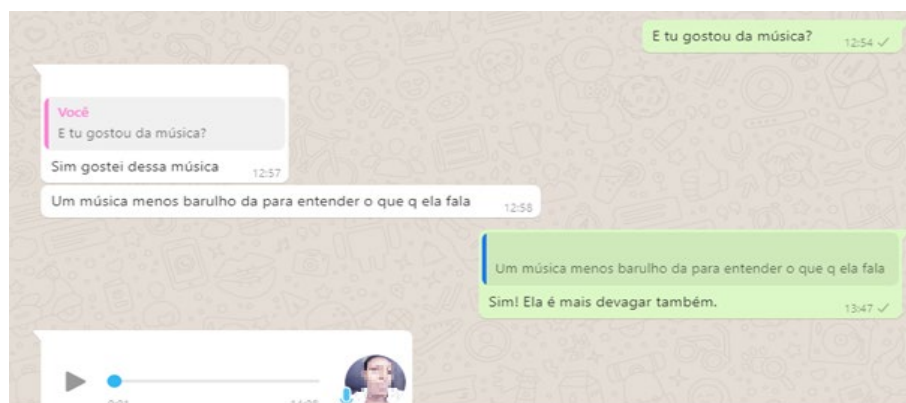 E tu gostou da música?
12:54
Você
E tu gostou da música?
Sim gostei dessa música
12:57
Um música menos barulho da para entender o que q ela fala
12:58
Um música menos barulho da para entender o que q ela fala
Sim! Ela é mais devagar também.
13:47